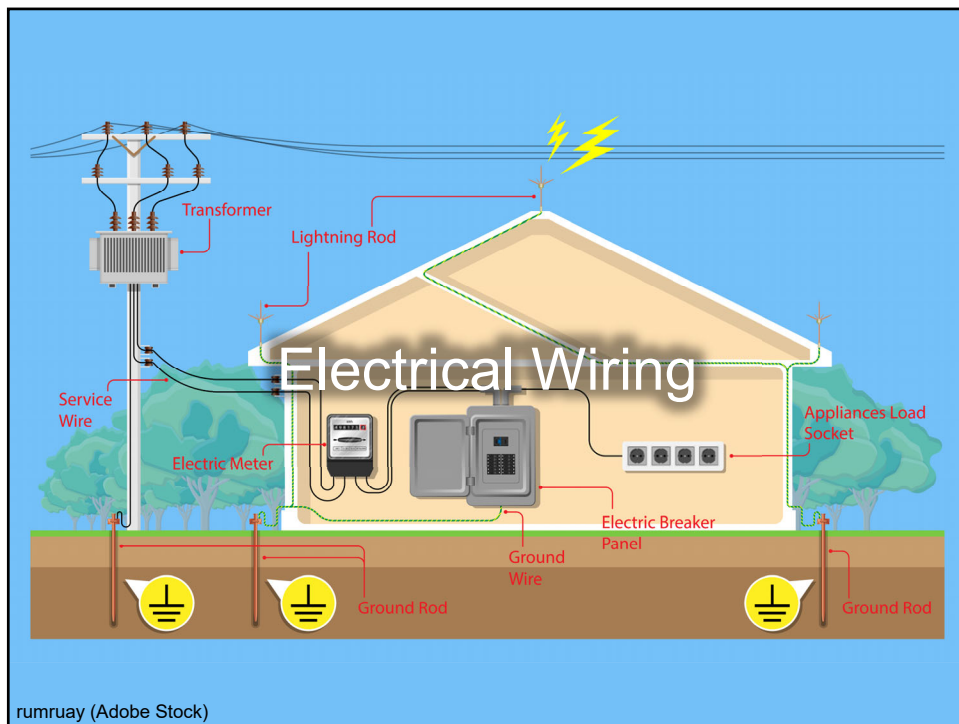 Transformer
Lightning Rod
Electrical Wiring
Service
Wire
Electric Meter
Appliances Load
Socket
Electric Breaker
Panel
Ground
Wire
Ground Rod
Ground Rod
rumruay (Adobe Stock)